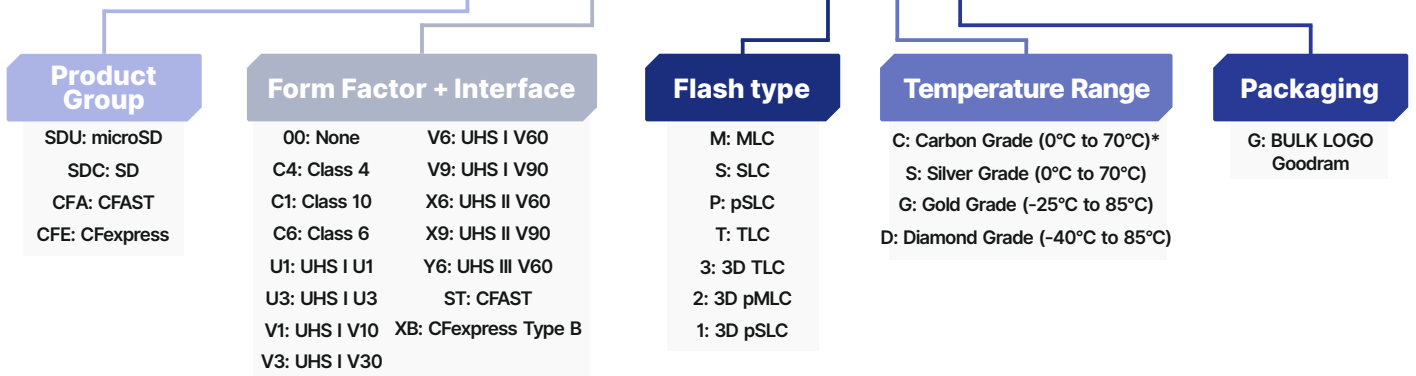 Product
Group
SDU: microSD
SDC: SD
CFA: CFAST
CFE: CFexpress
Form Factor + Interface
00: None
C4: Class 4
C1: Class 10
C6: Class 6
U1: UHS I U1
U3: UHS I U3
V1: UHS I V10
V3: UHS I V30
V6: UHS I V60
V9: UHS I V90
X6: UHS II V60
X9: UHS II V90
Y6: UHS III V60
ST: CFAST
XB: CFexpress Type B
Flash type
M: MLC
S: SLC
P: pSLC
T: TLC
3: 3D TLC
2: 3D pMLC
1: 3D pSLC
Temperature Range
C: Carbon Grade (0°C to 70°C)*
S: Silver Grade (0°C to 70°C)
G: Gold Grade (-25°C to 85°C)
D: Diamond Grade (-40°C to 85°C)
Packaging
G: BULK LOGO
Goodram